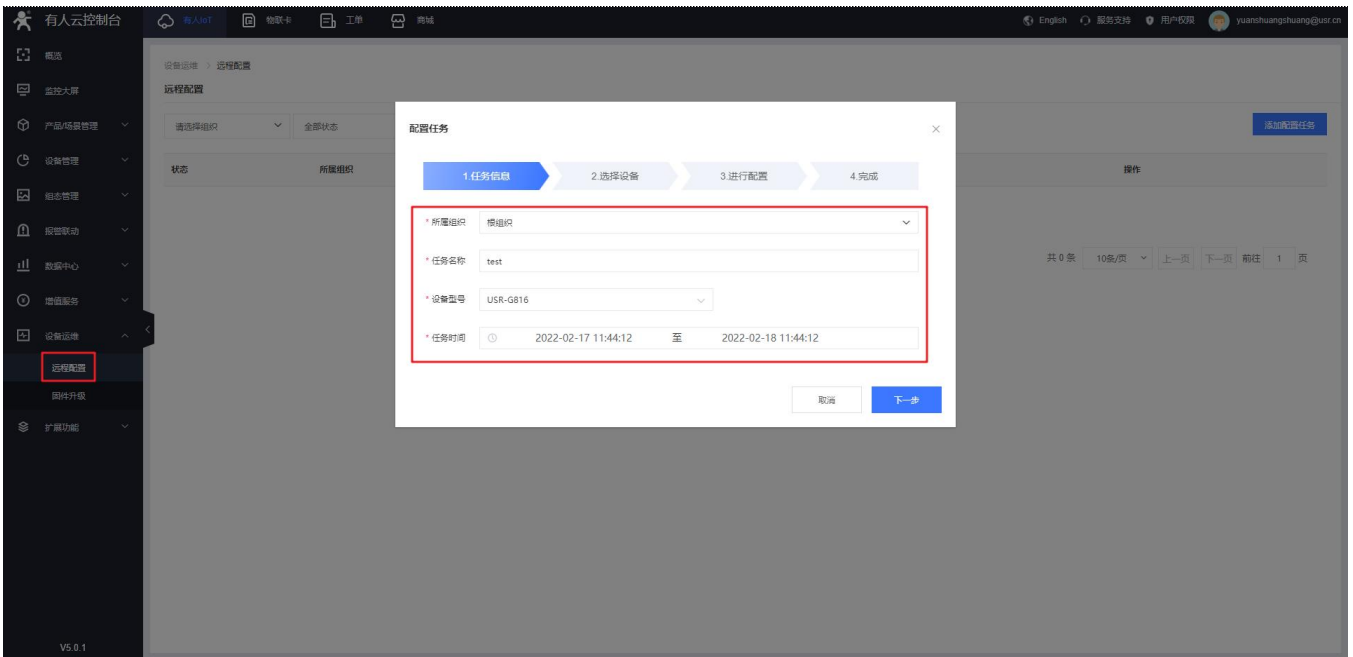 有人云控制台 有人IoT 物联卡 工单 商城 English 服务支持 用户权限 yuanshuangshuang@usr.cn
概览
监控大屏
产品/场景管理
设备管理
组态管理
报警联动
数据中心
增值服务
设备运维
远程配置
固件升级
扩展功能
V5.0.1
设备运维 > 远程配置
远程配置
请选择组织 全部状态 添加配置任务
状态 所属组织 操作
共 0 条 10条/页 上一页 下一页 前往 1 页
配置任务
1.任务信息 2.选择设备 3.进行配置 4.完成
* 所属组织 根组织
* 任务名称 test
* 设备型号 USR-G816
* 任务时间 2022-02-17 11:44:12 至 2022-02-18 11:44:12
取消 下一步